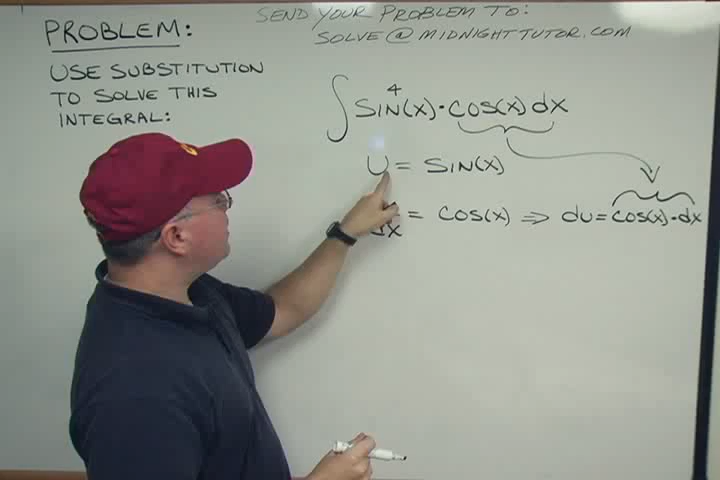 PROBLEM:
SEND YOUR PROBLEM TO:
SOLVE@MIDNIGHTTUTOR.COM
USE SUBSTITUTION
TO SOLVE THIS
INTEGRAL:
∫ SIN⁴(X)·COS(X) dX
U = SIN(X)
dX = COS(X) ⇒ dU = COS(X)·dX